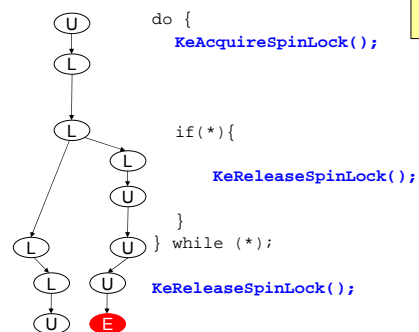 U do {
L KeAcquireSpinLock();
L if(*){
L
U KeReleaseSpinLock();
}
L U } while (*);
L U KeReleaseSpinLock();
U E